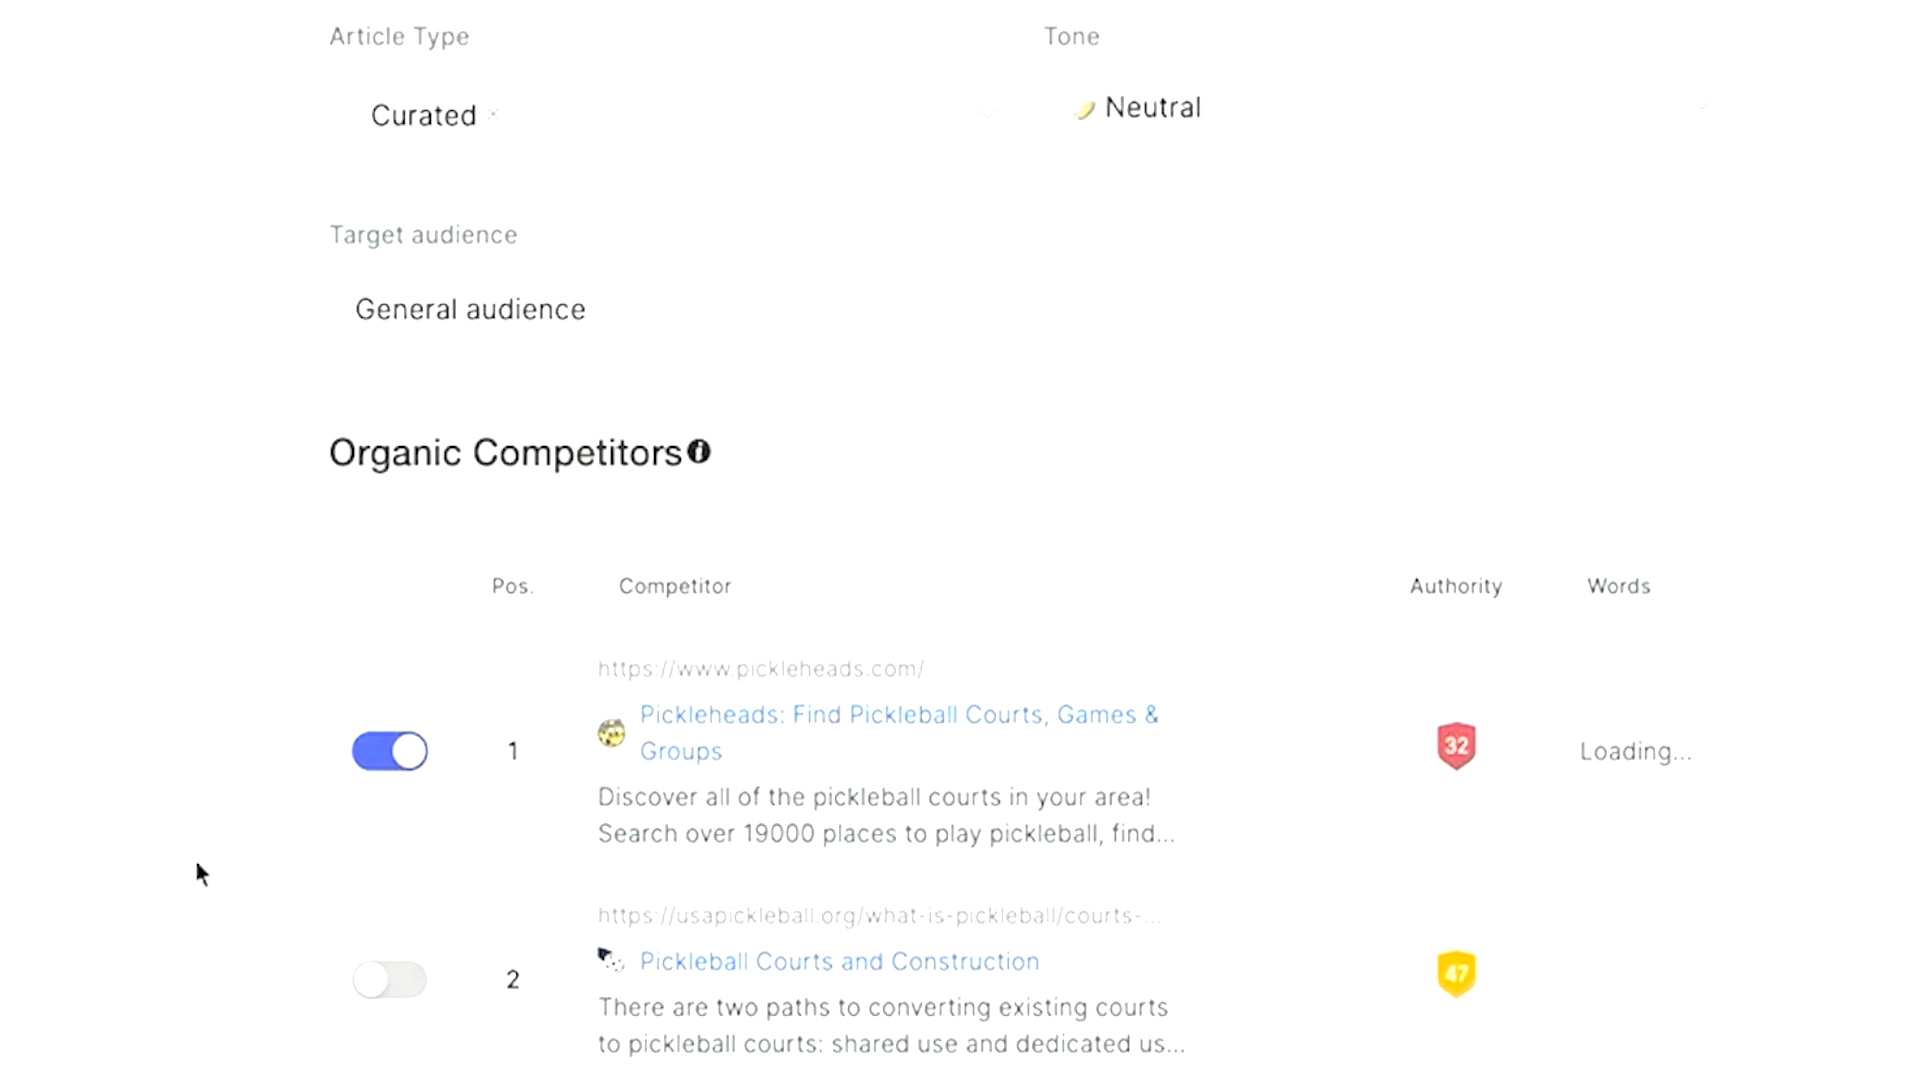 Article Type
Tone
Curated ×
Neutral
Target audience
General audience
Organic Competitors
Pos.
Competitor
Authority
Words
https://www.pickleheads.com/
Pickleheads: Find Pickleball Courts, Games &
Groups
1
32
Loading...
Discover all of the pickleball courts in your area!
Search over 19000 places to play pickleball, find...
https://usapickleball.org/what-is-pickleball/courts-...
Pickleball Courts and Construction
2
47
There are two paths to converting existing courts
to pickleball courts: shared use and dedicated us...